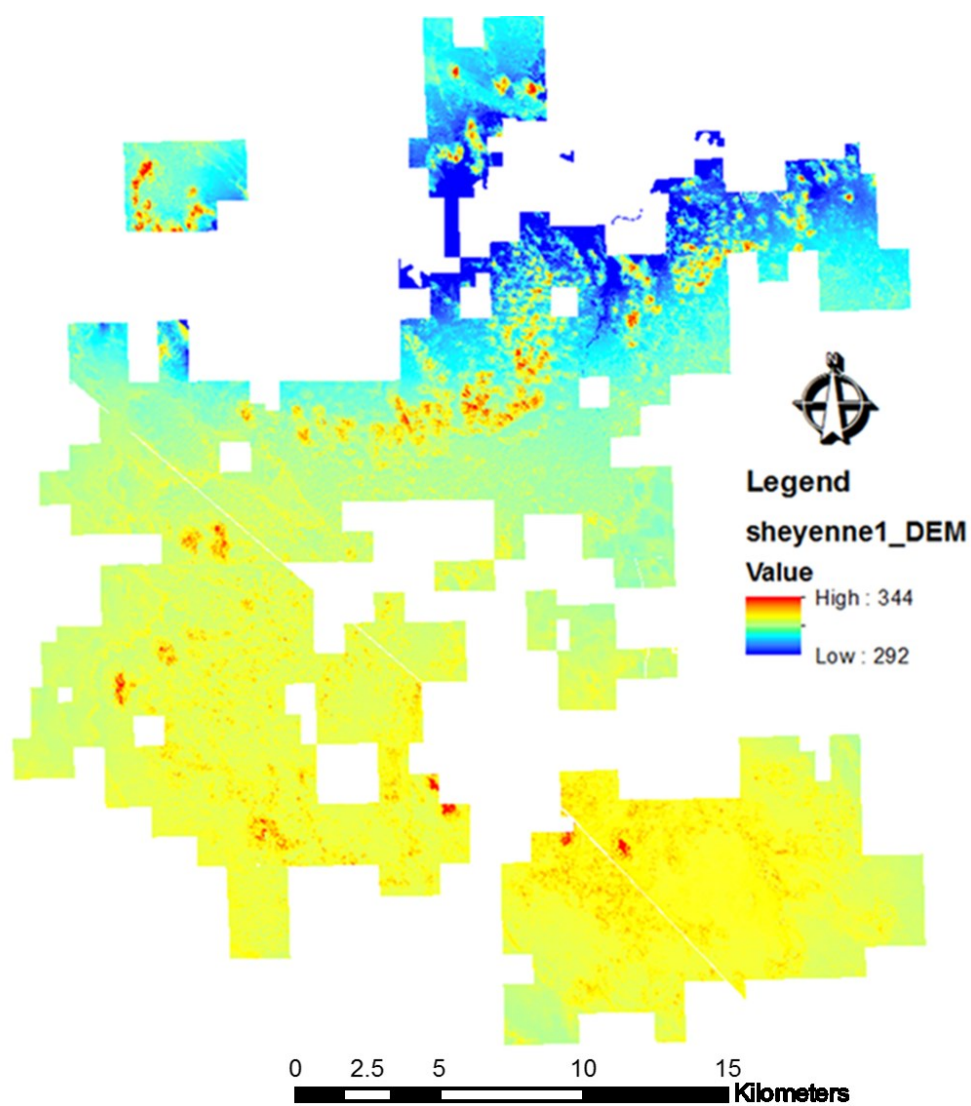 N
Legend
sheyenne1_DEM
Value
High : 344
Low : 292
0 2.5 5 10 15
Kilometers